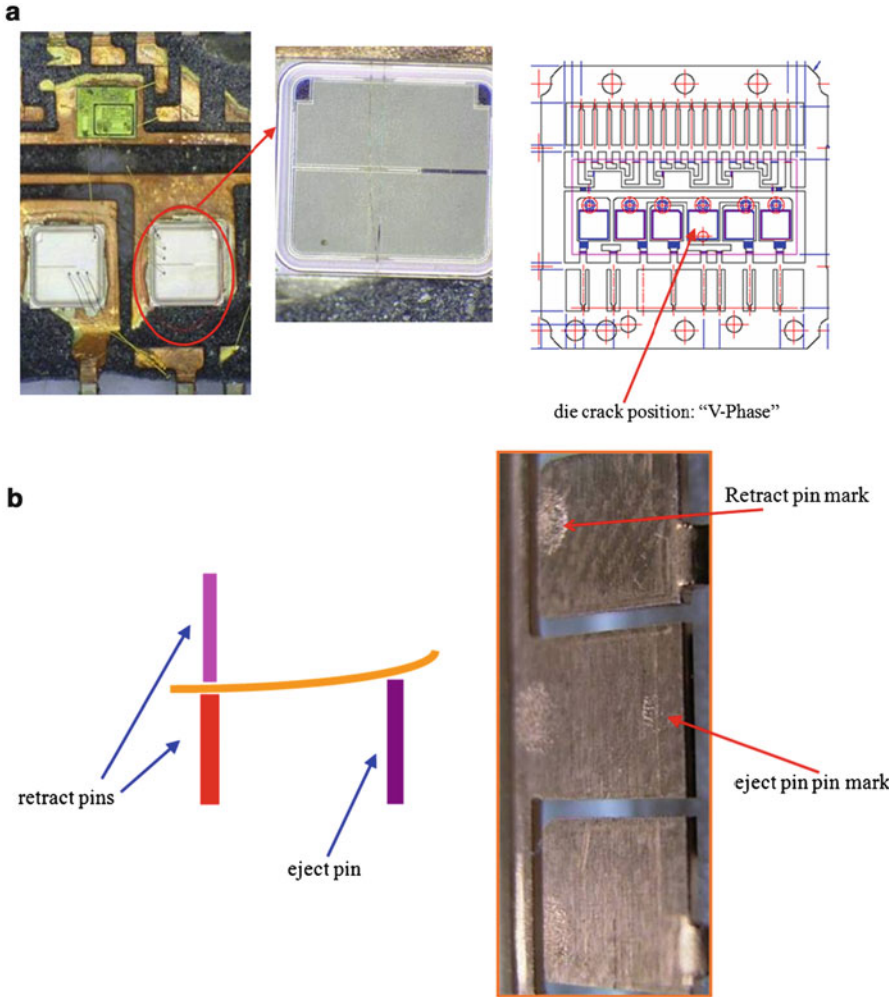 a
die crack position: “V-Phase”
b
Retract pin mark
retract pins
eject pin pin mark
eject pin